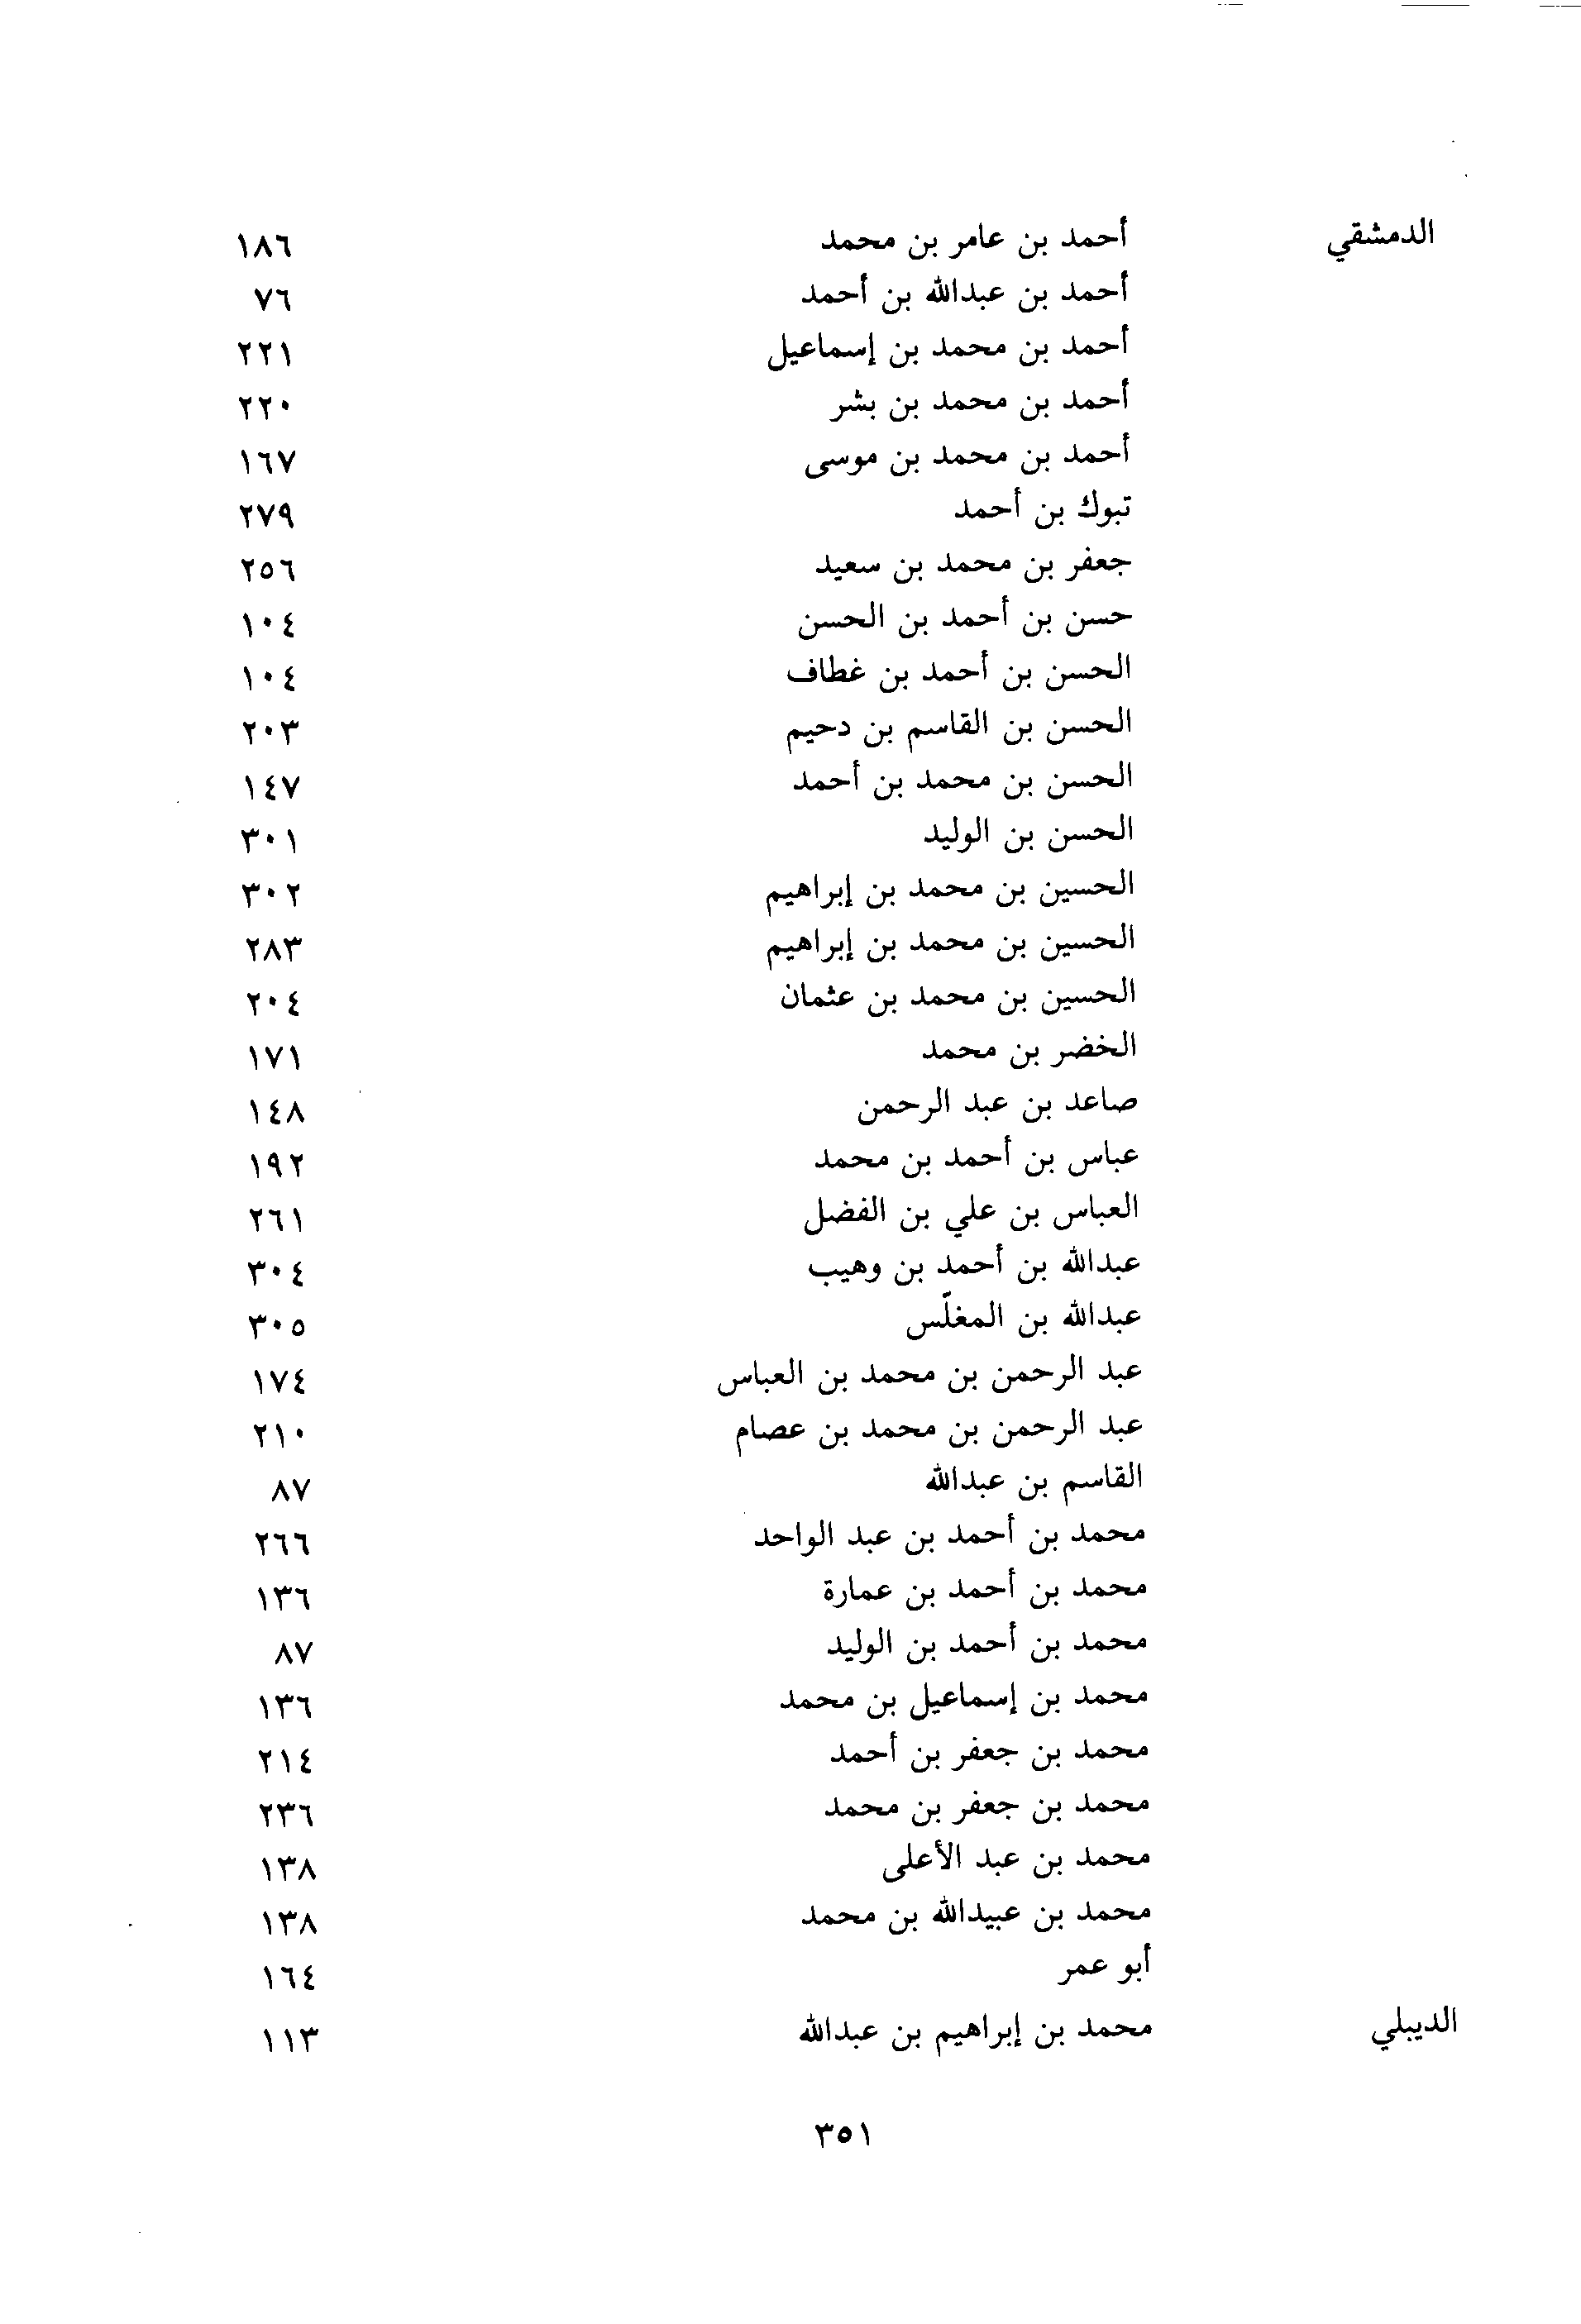 الدمشقي أحمد بن عامر بن محمد ١٨٦
أحمد بن عبدالله بن أحمد ٧٦
أحمد بن محمد بن إسماعيل ٢٢١
أحمد بن محمد بن بشر ٢٢٠
أحمد بن محمد بن موسى ١٦٧
تبوك بن أحمد ٢٧٩
جعفر بن محمد بن سعيد ٢٥٦
حسن بن أحمد بن الحسن ١٠٤
الحسن بن أحمد بن غطاف ١٠٤
الحسن بن القاسم بن دحيم ٢٠٣
الحسن بن محمد بن أحمد ١٤٧
الحسن بن الوليد ٣٠١
الحسين بن محمد بن إبراهيم ٣٠٢
الحسين بن محمد بن إبراهيم ٢٨٣
الحسين بن محمد بن عثمان ٢٠٤
الخضر بن محمد ١٧١
صاعد بن عبد الرحمن ١٤٨
عباس بن أحمد بن محمد ١٩٢
العباس بن علي بن الفضل ٢٦١
عبدالله بن أحمد بن وهيب ٣٠٤
عبدالله بن المغلّس ٣٠٥
عبد الرحمن بن محمد بن العباس ١٧٤
عبد الرحمن بن محمد بن عصام ٢١٠
القاسم بن عبدالله ٨٧
محمد بن أحمد بن عبد الواحد ٢٦٦
محمد بن أحمد بن عمارة ١٣٦
محمد بن أحمد بن الوليد ٨٧
محمد بن إسماعيل بن محمد ١٣٦
محمد بن جعفر بن أحمد ٢١٤
محمد بن جعفر بن محمد ٢٣٦
محمد بن عبد الأعلى ١٣٨
محمد بن عبيدالله بن محمد ١٣٨
أبو عمر ١٦٤
الديبلي محمد بن إبراهيم بن عبدالله ١١٣
٣٥١